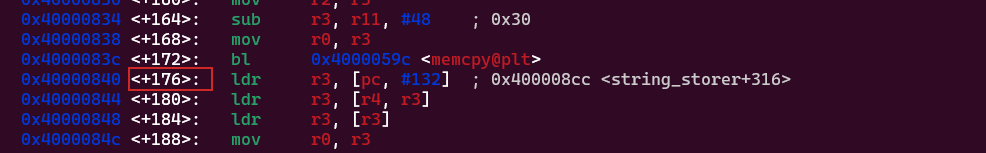 0x40000834 <+164>: sub r3, r11, #48 ; 0x30
0x40000838 <+168>: mov r0, r3
0x4000083c <+172>: bl 0x4000059c <memcpy@plt>
0x40000840 <+176>: ldr r3, [pc, #132] ; 0x400008cc <string_storer+316>
0x40000844 <+180>: ldr r3, [r4, r3]
0x40000848 <+184>: ldr r3, [r3]
0x4000084c <+188>: mov r0, r3